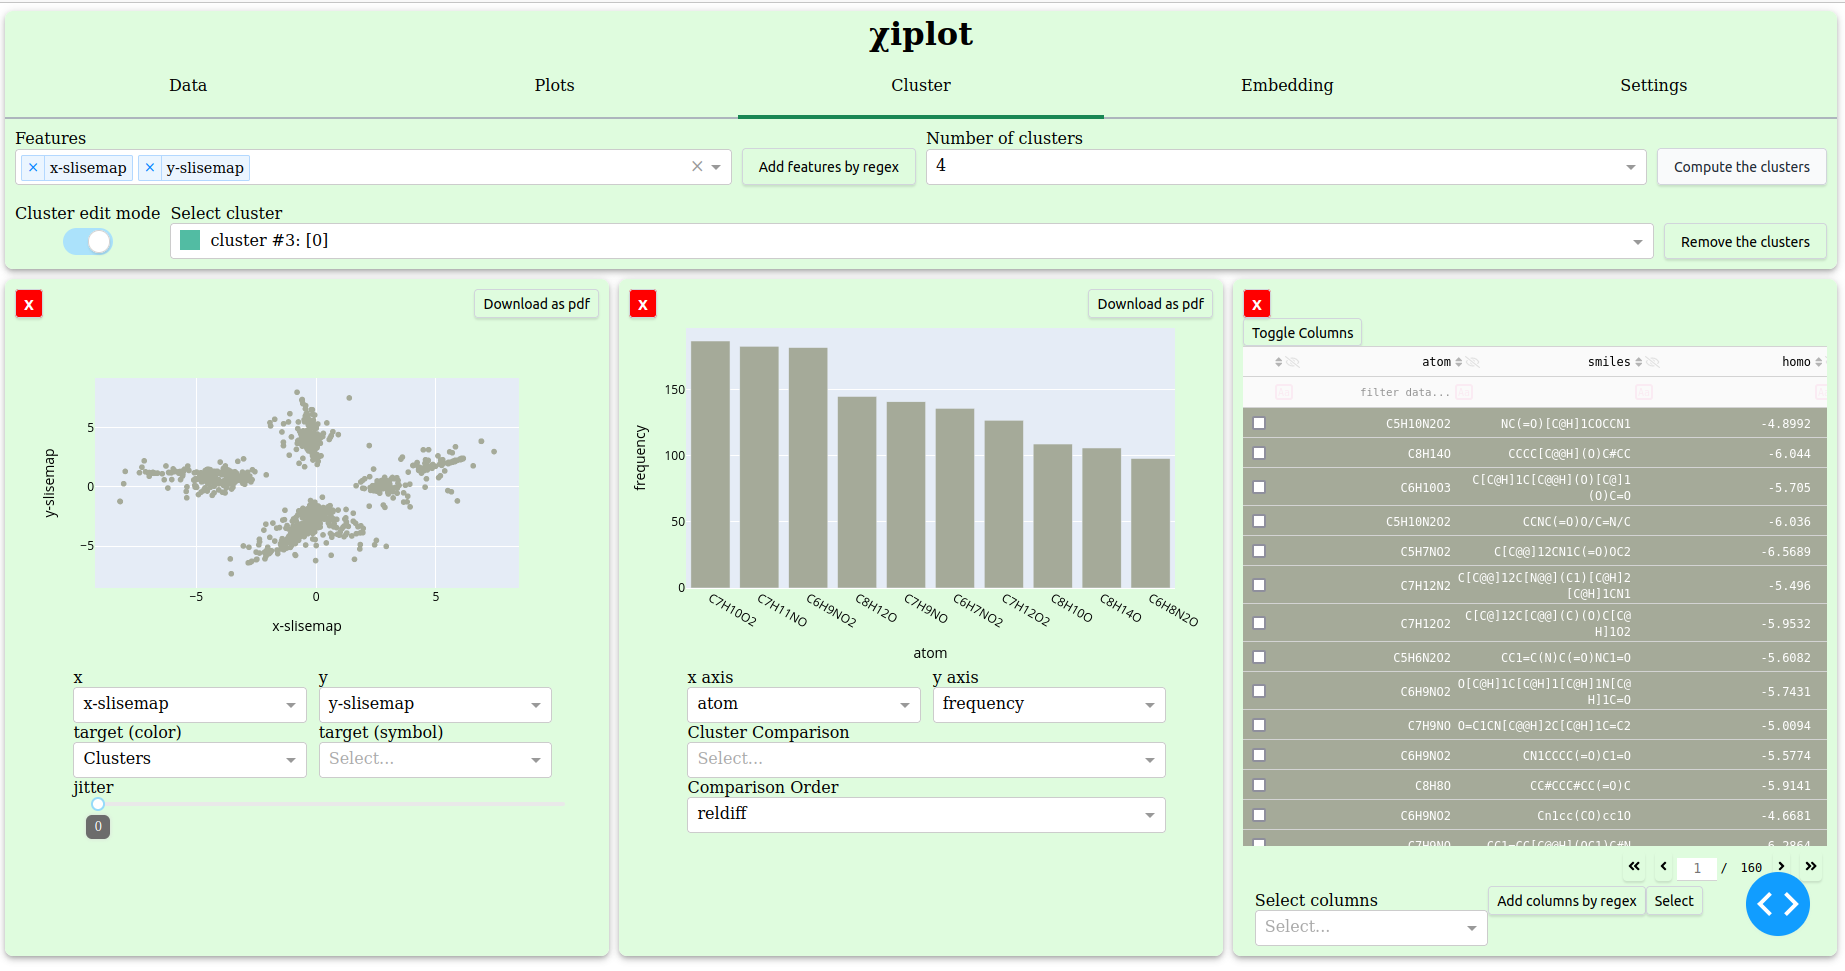 χiplot
Data Plots Cluster Embedding Settings
Features Number of clusters
× x-slisemap × y-slisemap × Add features by regex 4 Compute the clusters
Cluster edit mode Select cluster
cluster #3: [0] Remove the clusters
x Download as pdf
5
0
−5
−5 0 5
y-slisemap
x-slisemap
x y
x-slisemap y-slisemap
target (color) target (symbol)
Clusters Select...
jitter
0
x Download as pdf
150
100
50
0
frequency
C7H10O2 C7H11NO C6H9NO2 C8H12O C7H9NO C6H7NO2 C7H12O2 C8H10O C8H14O C6H8N2O
atom
x axis y axis
atom frequency
Cluster Comparison
Select...
Comparison Order
reldiff
x
Toggle Columns
atom smiles homo
filter data... Aa Aa
C5H10N2O2 NC(=O)[C@H]1COCCN1 -4.8992
C8H14O CCCC[C@@H](O)C#CC -6.044
C6H10O3 C[C@H]1C[C@@H](O)[C@]1
(O)C=O -5.705
C5H10N2O2 CCNC(=O)O/C=N/C -6.036
C5H7NO2 C[C@@]12CN1C(=O)OC2 -6.5689
C7H12N2 C[C@@]12C[N@@](C1)[C@H]2
[C@H]1CN1 -5.496
C7H12O2 C[C@]12C[C@@](C)(O)C[C@
H]1O2 -5.9532
C5H6N2O2 CC1=C(N)C(=O)NC1=O -5.6082
C6H9NO2 O[C@H]1C[C@H]1[C@H]1N[C@
H]1C=O -5.7431
C7H9NO O=C1CN[C@@H]2C[C@H]1C=C2 -5.0094
C6H9NO2 CN1CCCC(=O)C1=O -5.5774
C8H8O CC#CCC#CC(=O)C -5.9141
C6H9NO2 Cn1cc(CO)cc1O -4.6681
C7H9NO CC1=CC[C@@H](OC1)C#N -6.2864
1 / 160
Select columns Add columns by regex Select
Select...